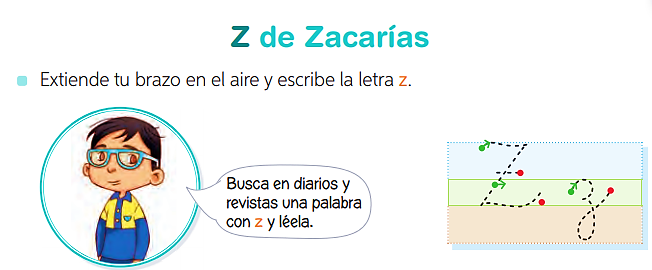 Z de Zacarías
Extiende tu brazo en el aire y escribe la letra z.
Busca en diarios y
revistas una palabra
con z y léela.